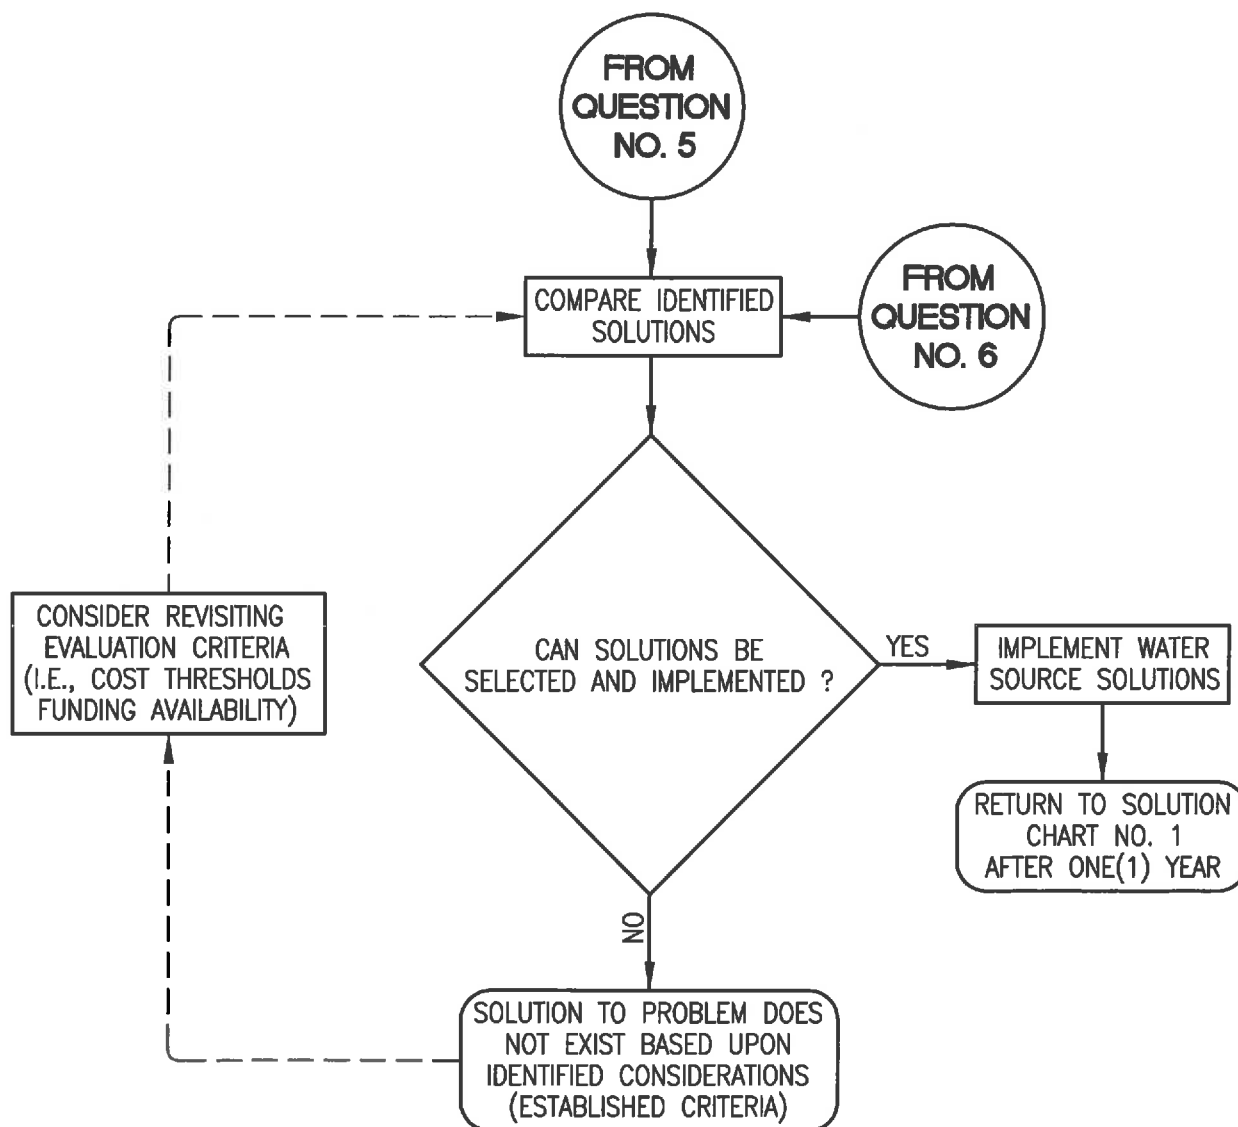 FROM
QUESTION
NO. 5
FROM
QUESTION
NO. 6
COMPARE IDENTIFIED
SOLUTIONS
CONSIDER REVISITING
EVALUATION CRITERIA
(I.E., COST THRESHOLDS
FUNDING AVAILABILITY)
CAN SOLUTIONS BE
SELECTED AND IMPLEMENTED ?
YES
IMPLEMENT WATER
SOURCE SOLUTIONS
RETURN TO SOLUTION
CHART NO. 1
AFTER ONE(1) YEAR
NO
SOLUTION TO PROBLEM DOES
NOT EXIST BASED UPON
IDENTIFIED CONSIDERATIONS
(ESTABLISHED CRITERIA)